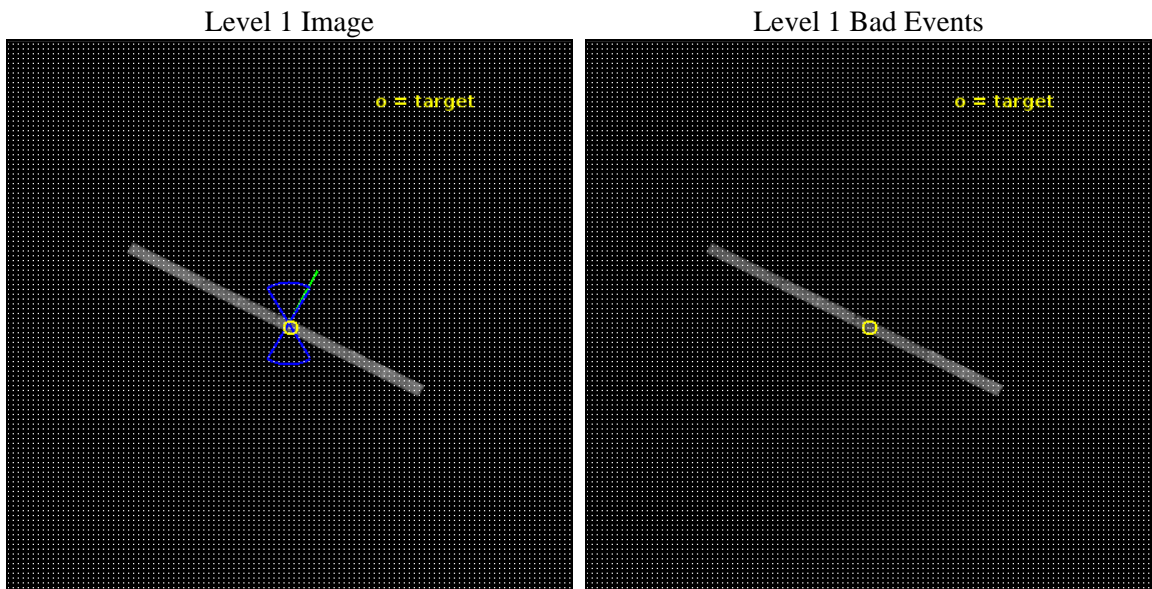 Level 1 Image
Level 1 Bad Events
o = target
o = target